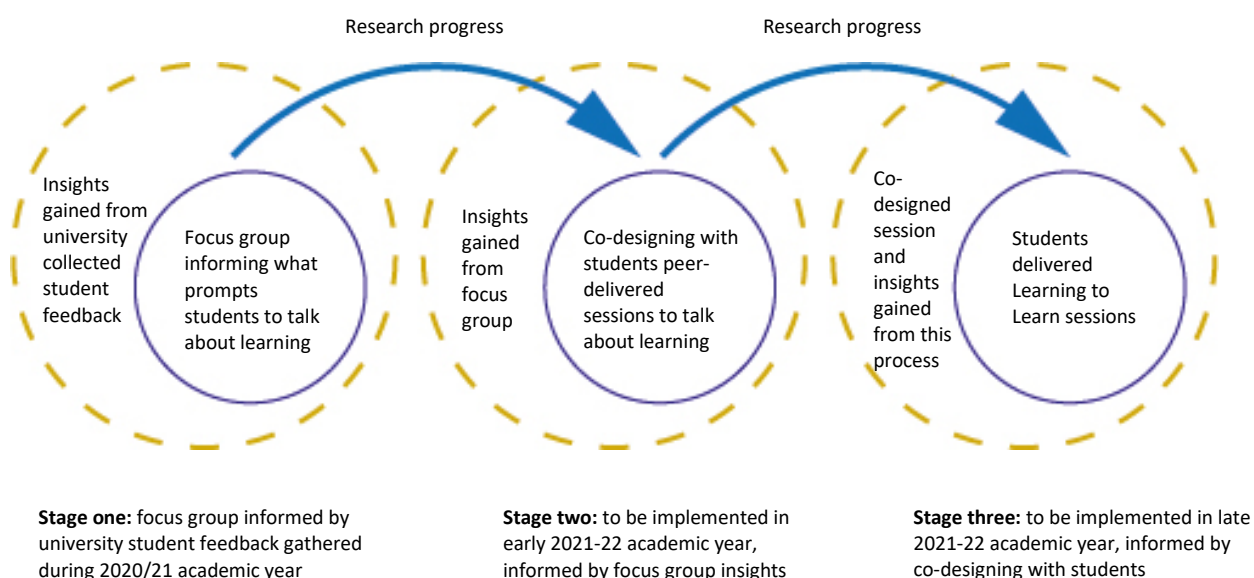 Research progress
Research progress
Insights
gained from
university
collected
student
feedback
Focus group
informing what
prompts
students to talk
about learning
Insights
gained
from
focus
group
Co-designing with
students peer-
delivered
sessions to talk
about learning
Co-
designed
session
and
insights
gained
from this
process
Students
delivered
Learning to
Learn sessions
Stage one: focus group informed by
university student feedback gathered
during 2020/21 academic year
Stage two: to be implemented in
early 2021-22 academic year,
informed by focus group insights
Stage three: to be implemented in late
2021-22 academic year, informed by
co-designing with students